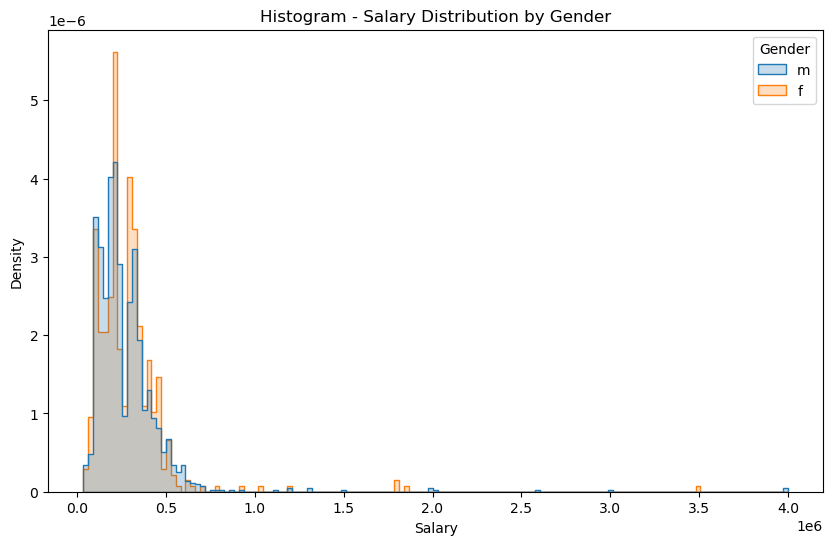 Histogram - Salary Distribution by Gender
1e−6
Gender
m
f
5
4
3
2
1
0
Density
0.0 0.5 1.0 1.5 2.0 2.5 3.0 3.5 4.0
1e6
Salary